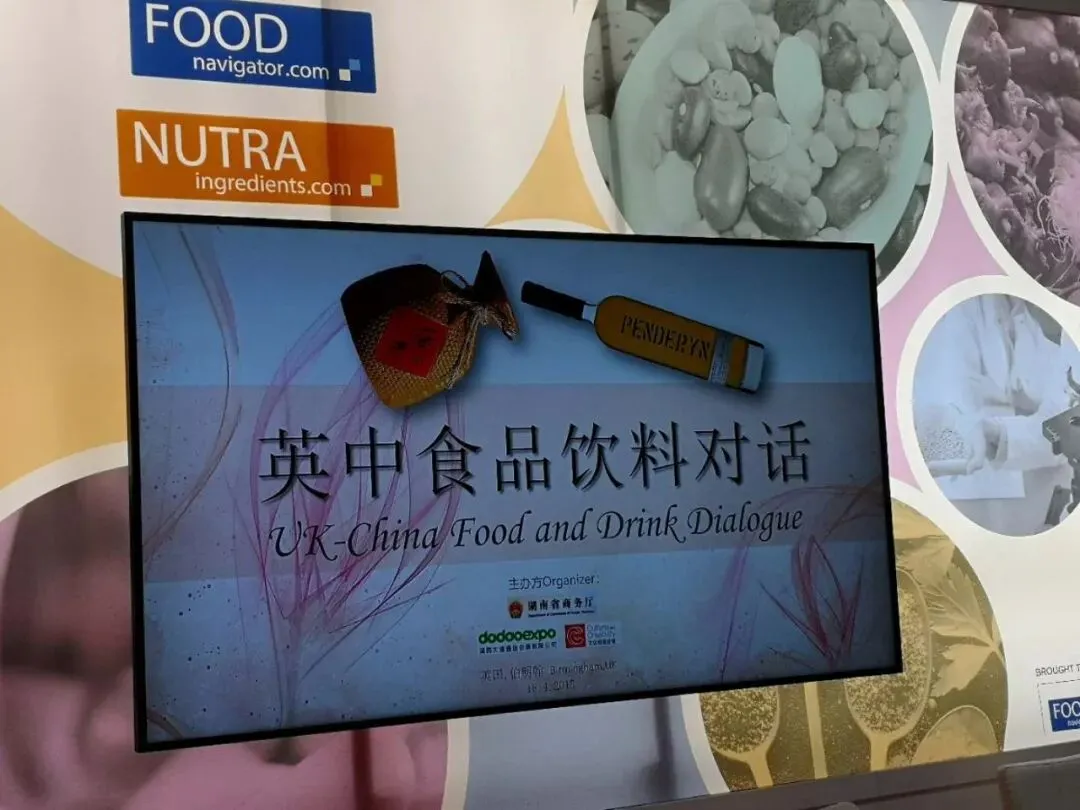 FOOD
navigator.com
NUTRA
ingredients.com
PENDERYN
英中食品饮料对话
UK-China Food and Drink Dialogue
主办方Organizer:
湖南省商务厅
dodooexpo
英国, 伯明翰 Birmingham,UK
BROUGHT T
FOO